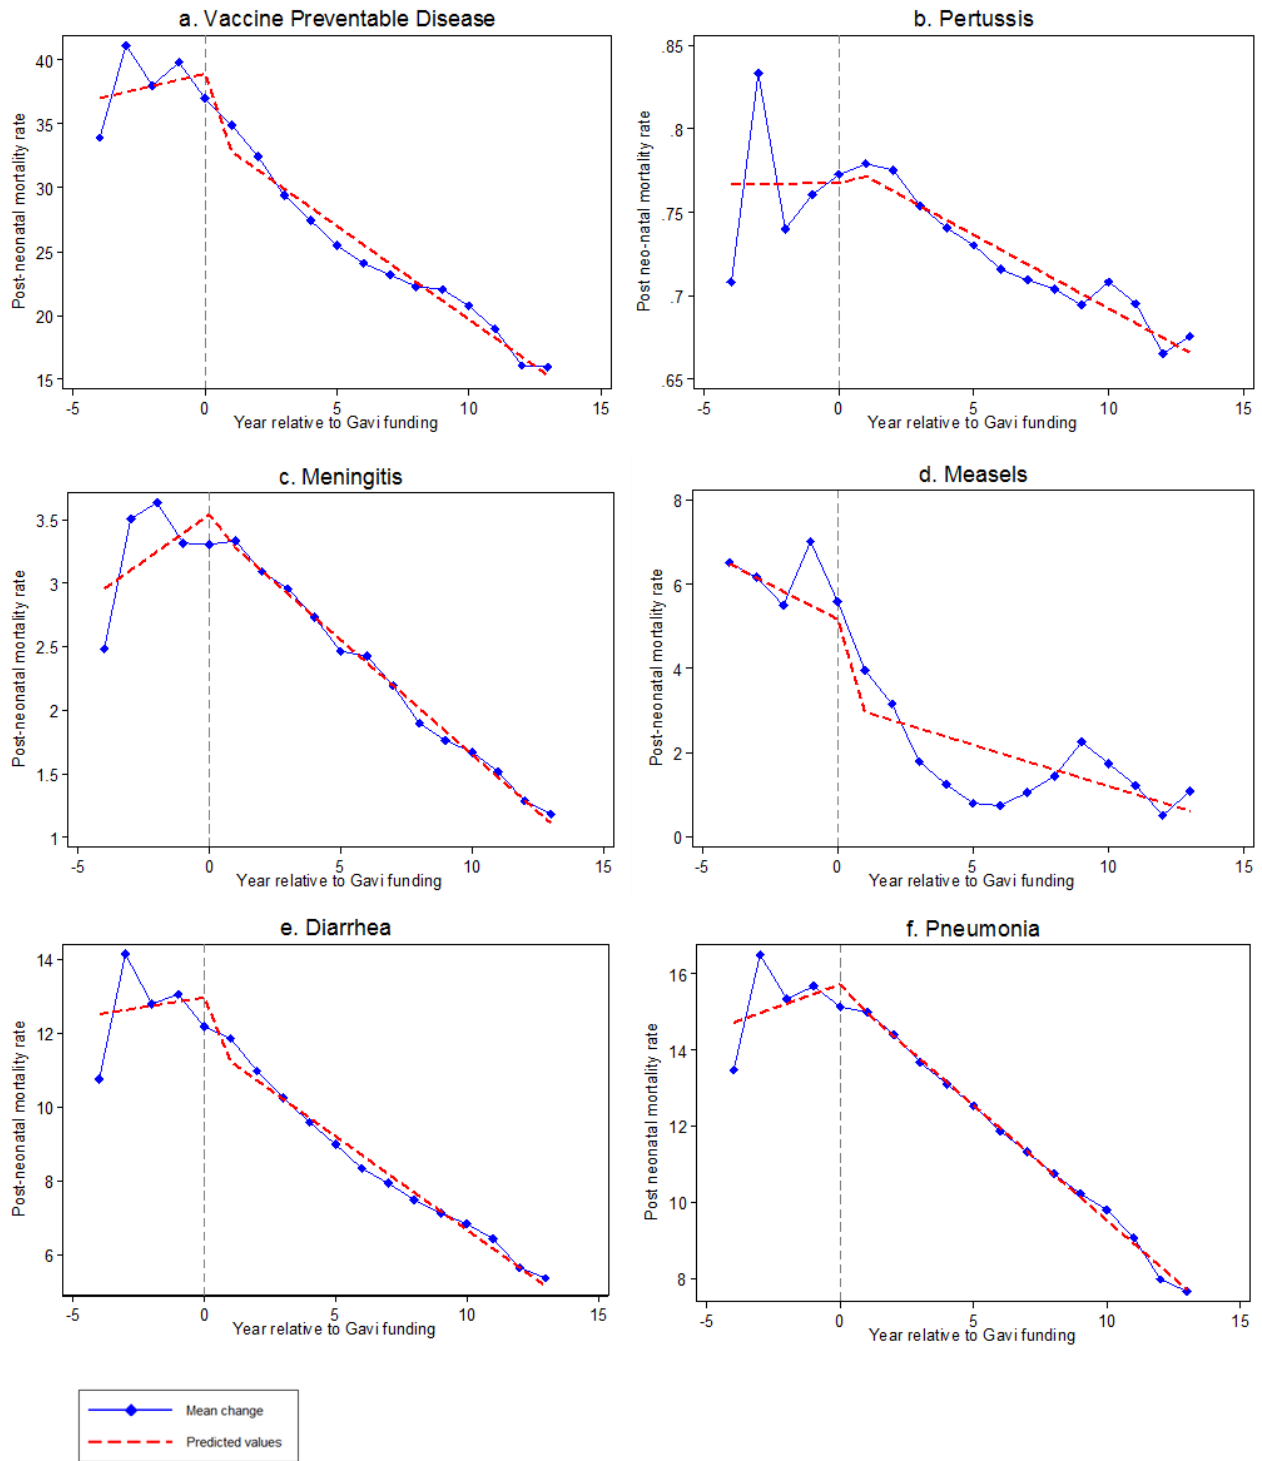 a. Vaccine Preventable Disease
Post-neonatal mortality rate
40
35
30
25
20
15
-5 0 5 10 15
Year relative to Gavi funding
b. Pertussis
Post neo-natal mortality rate
.85
.8
.75
.7
.65
-5 0 5 10 15
Year relative to Gavi funding
c. Meningitis
Post-neonatal mortality rate
3.5
3
2.5
2
1.5
1
-5 0 5 10 15
Year relative to Gavi funding
d. Measels
Post-neonatal mortality rate
8
6
4
2
0
-5 0 5 10 15
Year relative to Gavi funding
e. Diarrhea
Post-neonatal mortality rate
14
12
10
8
6
-5 0 5 10 15
Year relative to Gavi funding
f. Pneumonia
Post neonatal mortality rate
16
14
12
10
8
-5 0 5 10 15
Year relative to Gavi funding
Mean change
Predicted values